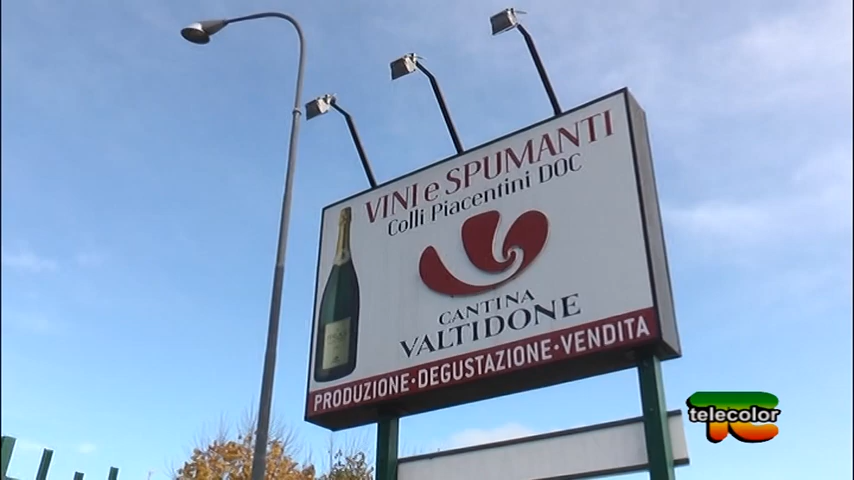 VINI e SPUMANTI
Colli Piacentini DOC
CANTINA
VALTIDONE
PRODUZIONE·DEGUSTAZIONE·VENDITA
telecolor